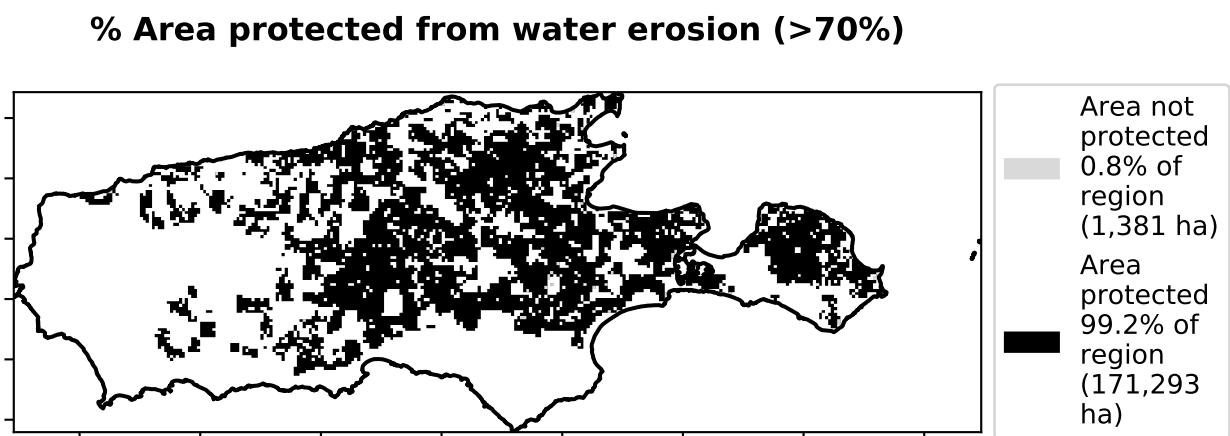 % Area protected from water erosion (>70%)
Area not
protected
0.8% of
region
(1,381 ha)
Area
protected
99.2% of
region
(171,293
ha)